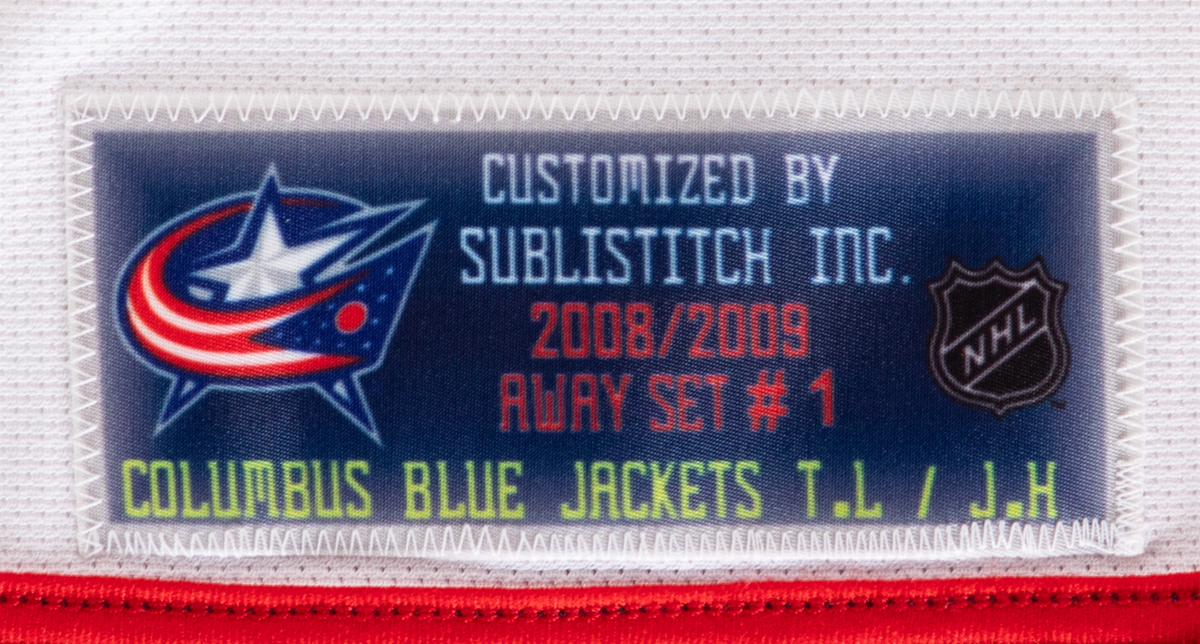 CUSTOMIZED BY
SUBLISTITCH INC.
2008/2009
AWAY SET # 1
NHL
COLUMBUS BLUE JACKETS T.L / J.H